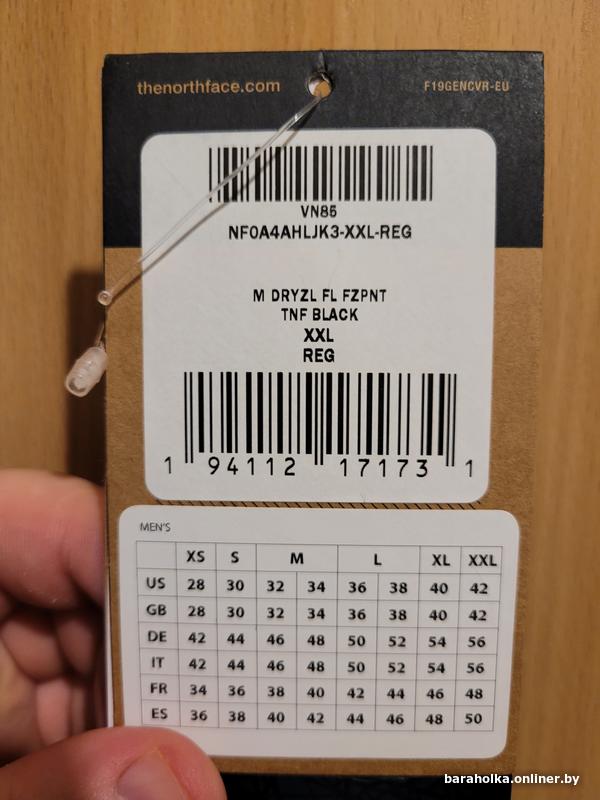 thenorthface.com F19GENCVR-EU
VN85
NF0A4AHLJK3-XXL-REG
M DRYZL FL FZPNT
TNF BLACK
XXL
REG
1 94112 17173 1
MEN'S
XS S M L XL XXL
US 28 30 32 34 36 38 40 42
GB 28 30 32 34 36 38 40 42
DE 42 44 46 48 50 52 54 56
IT 42 44 46 48 50 52 54 56
FR 34 36 38 40 42 44 46 48
ES 36 38 40 42 44 46 48 50
baraholka.onliner.by